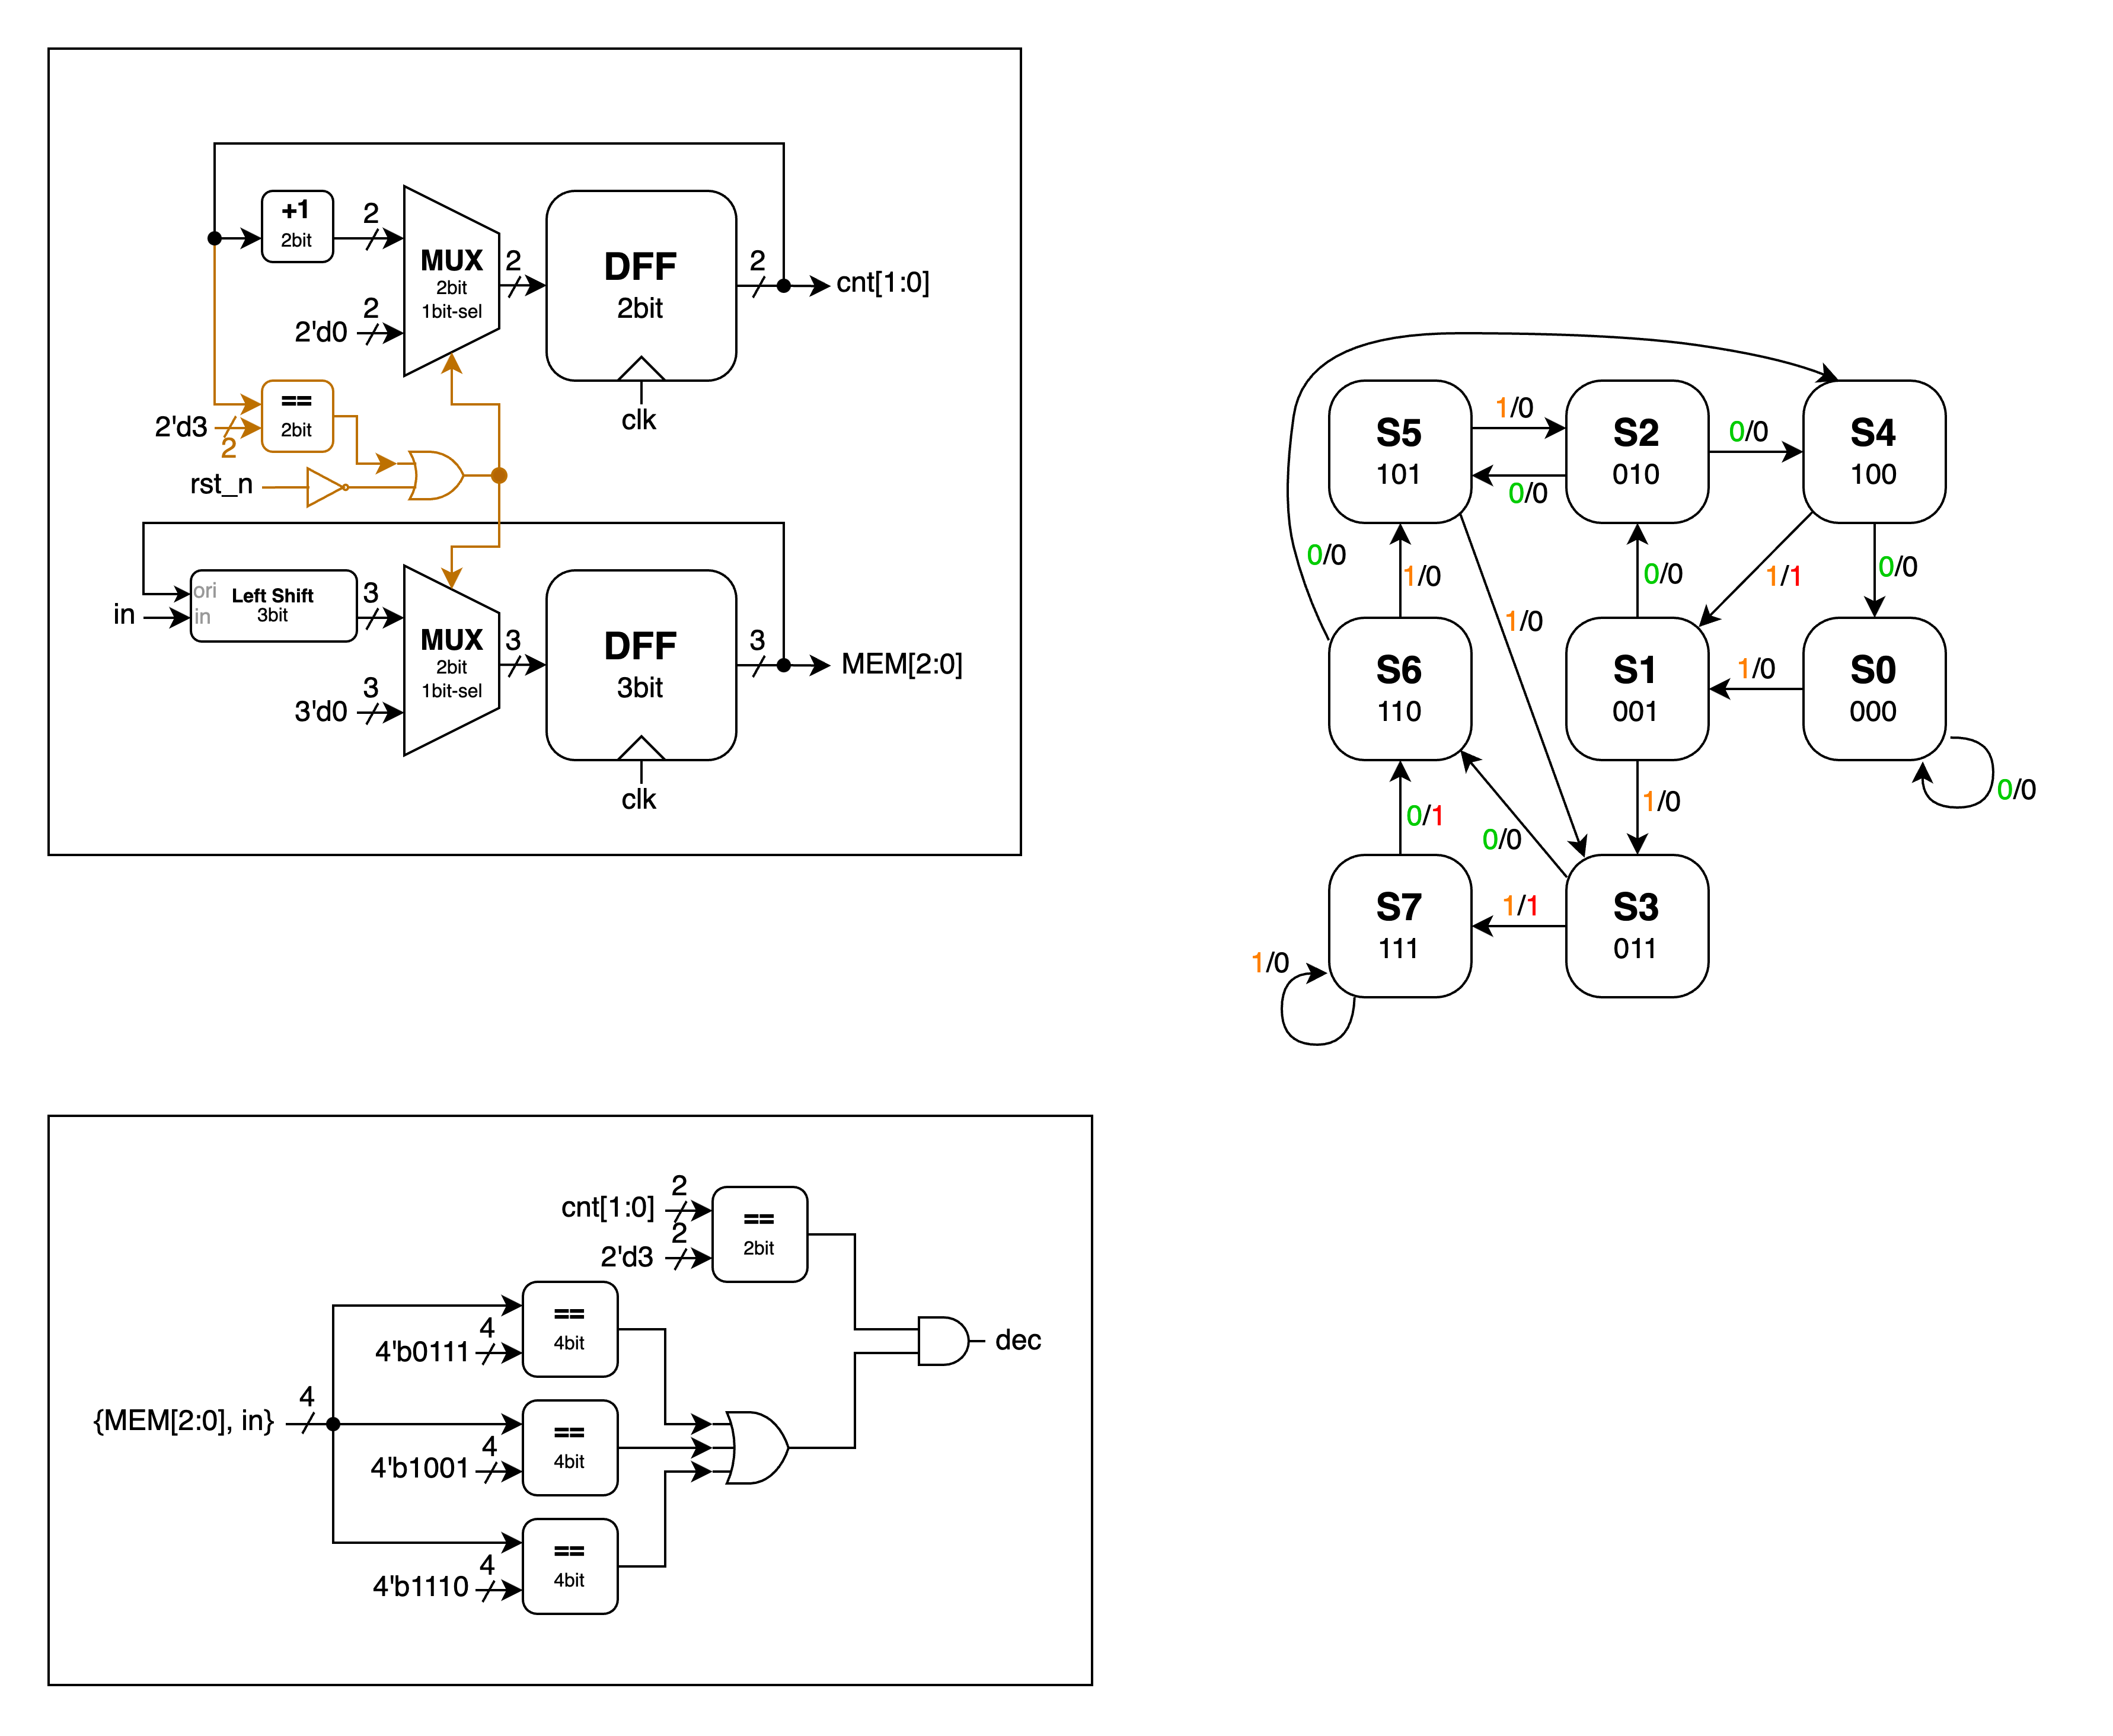 +1
2bit
2
MUX
2bit
1bit-sel
2
DFF
2bit
2
cnt[1:0]
2'd0
2
clk
2'd3
2
==
2bit
rst_n
in
ori
in
Left Shift
3bit
3
MUX
2bit
1bit-sel
3
DFF
3bit
3
MEM[2:0]
3'd0
3
clk
S5
101
1/0
0/0
S2
010
0/0
S4
100
0/0
1/0
1/0
0/0
1/1
0/0
S6
110
S1
001
1/0
S0
000
0/0
0/1
0/0
1/0
S7
111
1/1
S3
011
1/0
cnt[1:0]
2
2'd3
2
==
2bit
==
4bit
4'b0111
4
{MEM[2:0], in}
4
==
4bit
4'b1001
4
==
4bit
4'b1110
4
dec